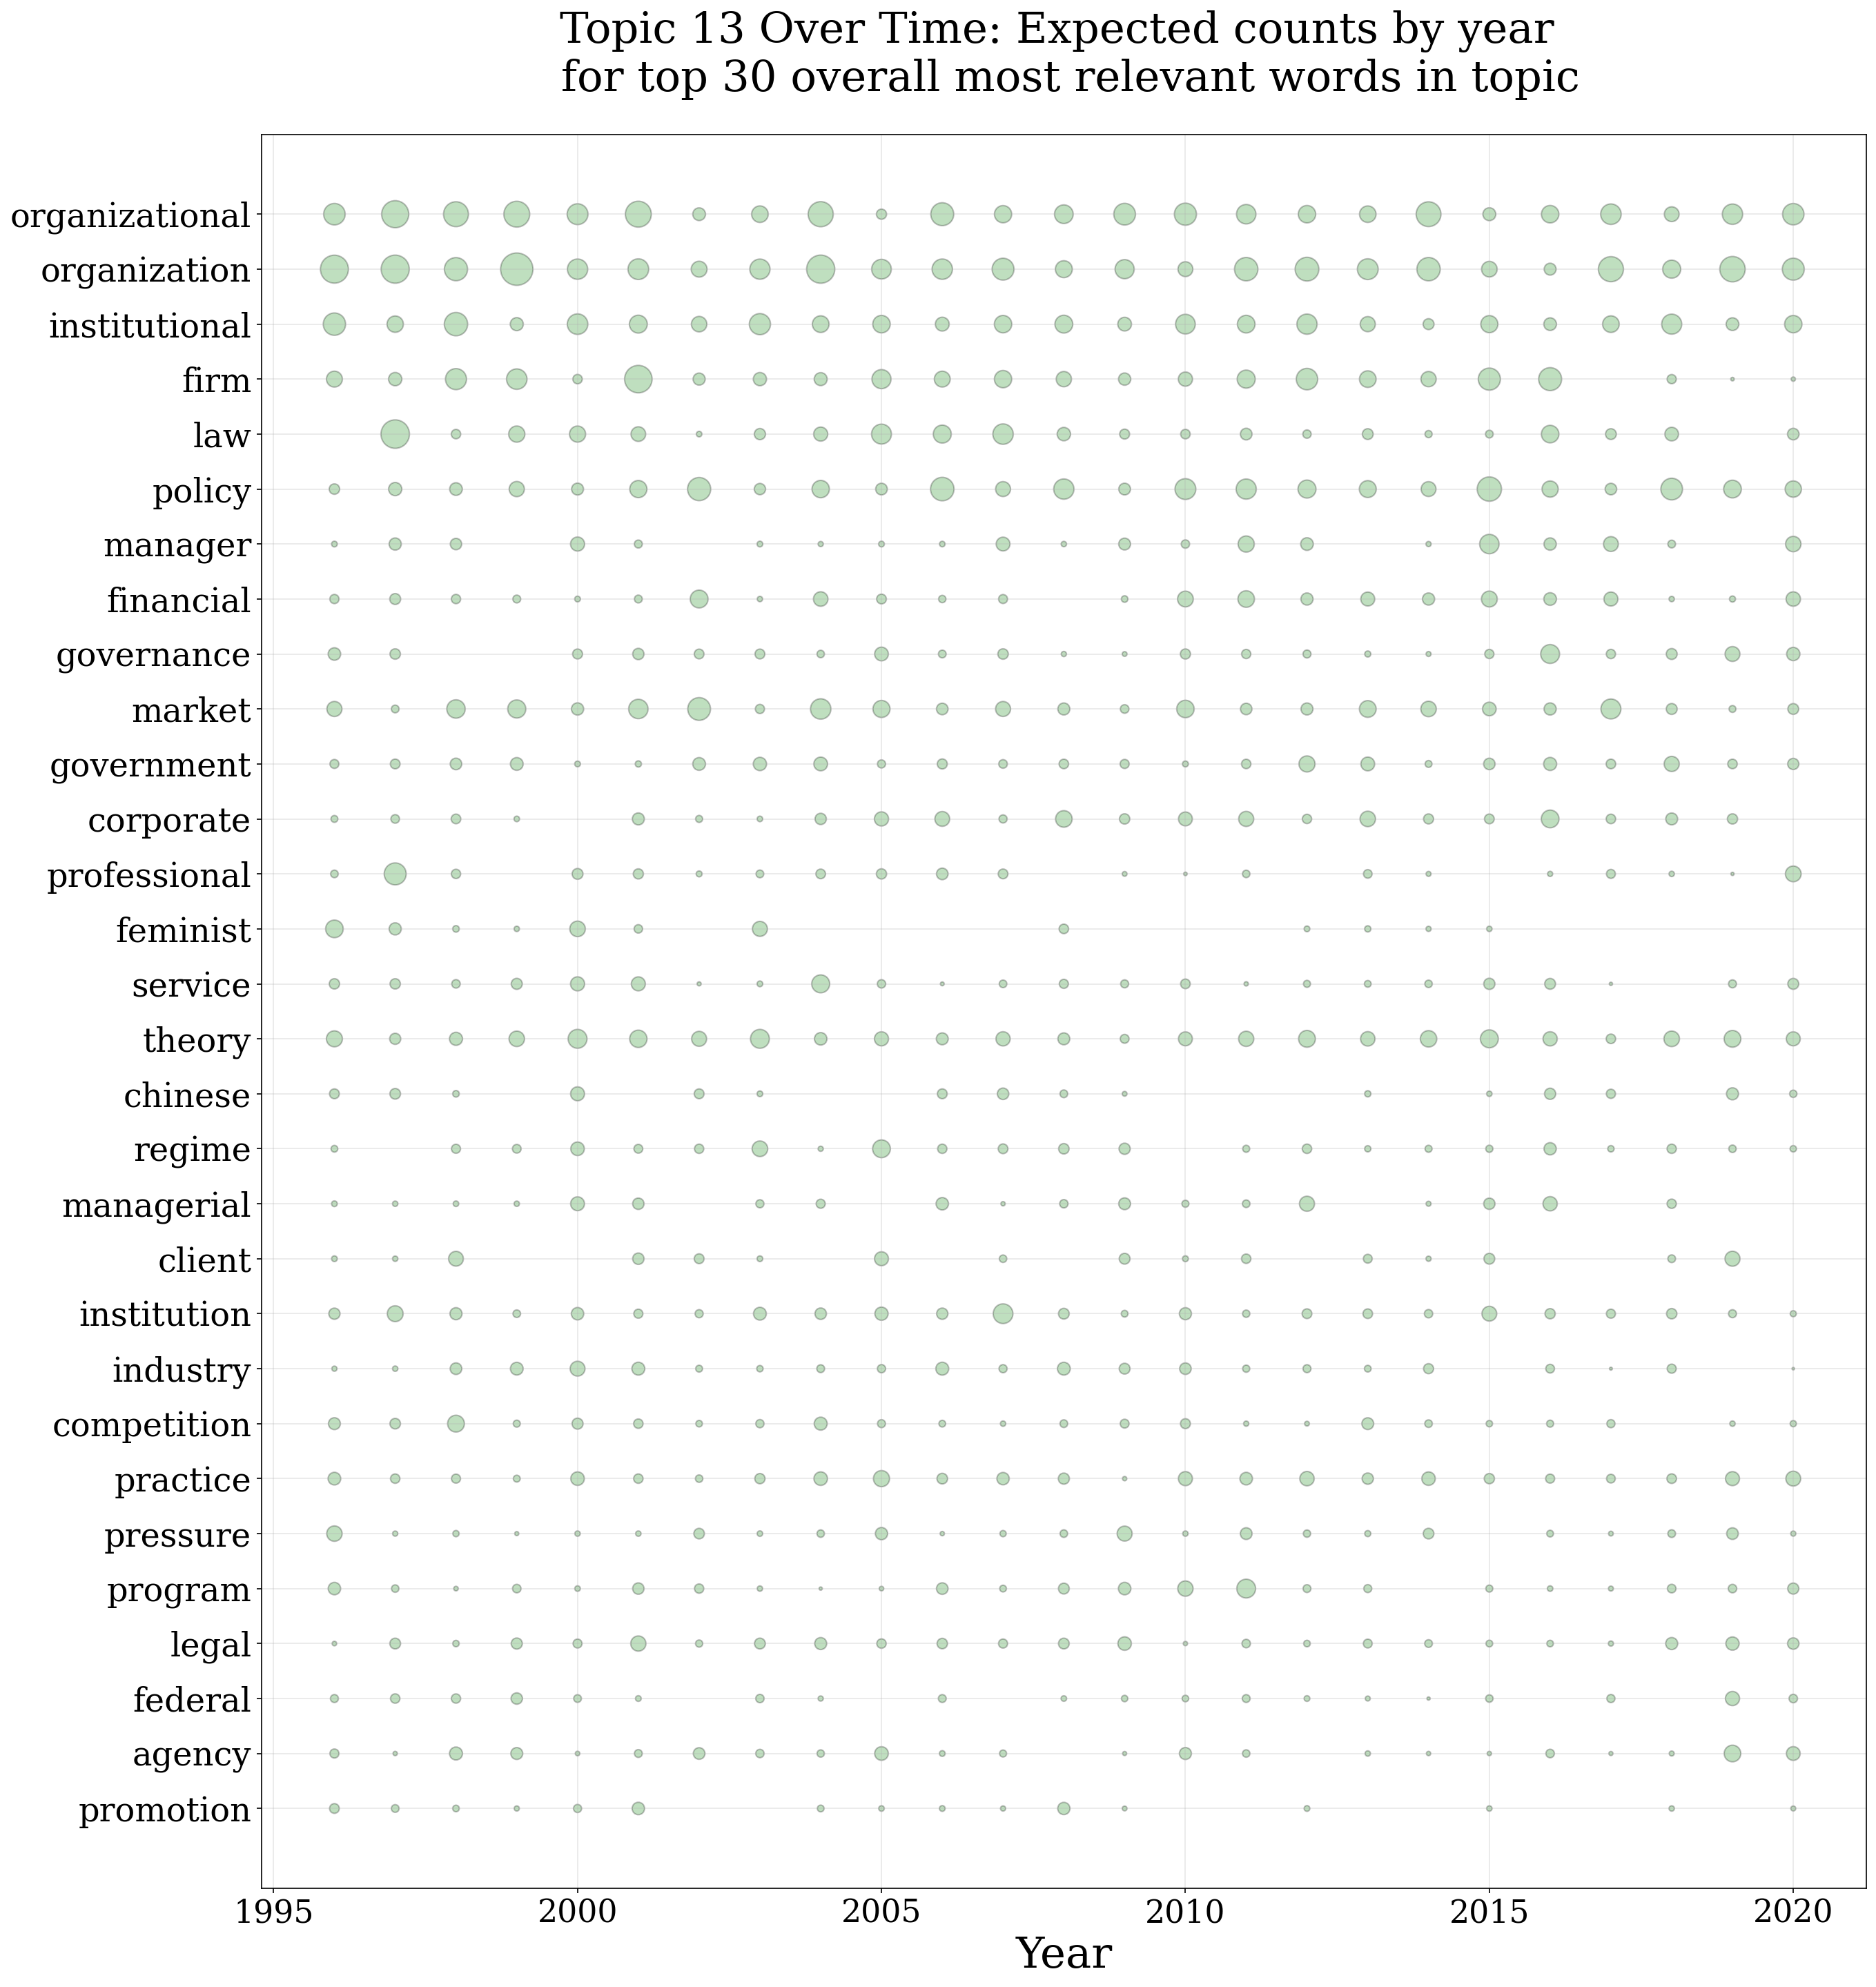 Topic 13 Over Time: Expected counts by year
for top 30 overall most relevant words in topic
organizational
organization
institutional
firm
law
policy
manager
financial
governance
market
government
corporate
professional
feminist
service
theory
chinese
regime
managerial
client
institution
industry
competition
practice
pressure
program
legal
federal
agency
promotion
1995 2000 2005 2010 2015 2020
Year